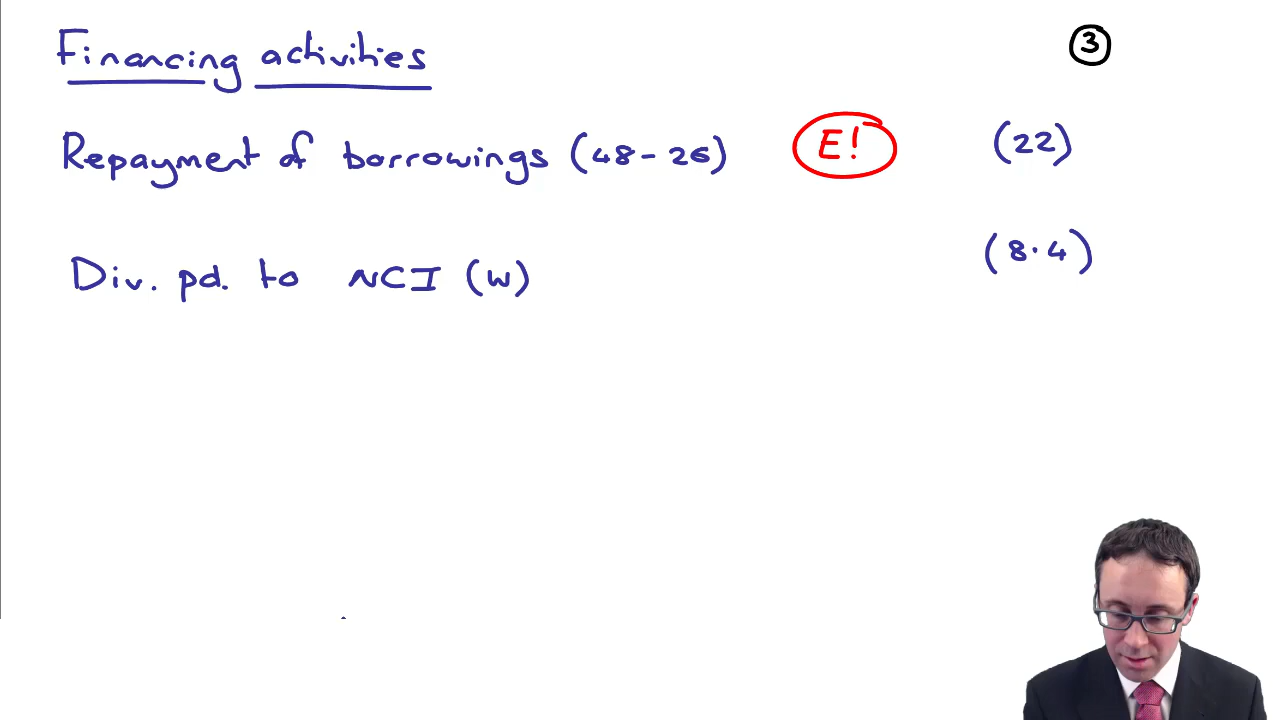 Financing activities ③
Repayment of borrowings (48-26) E! (22)
Div. pd. to NCI (W) (8.4)